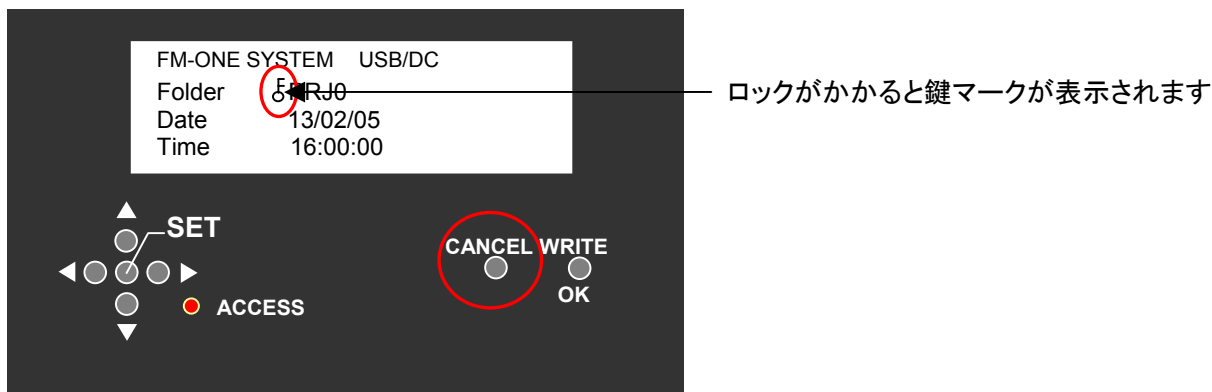 FM-ONE SYSTEM USB/DC
Folder PRJ0
Date 13/02/05
Time 16:00:00
ロックがかかると鍵マークが表示されます
SET
CANCEL WRITE
OK
ACCESS